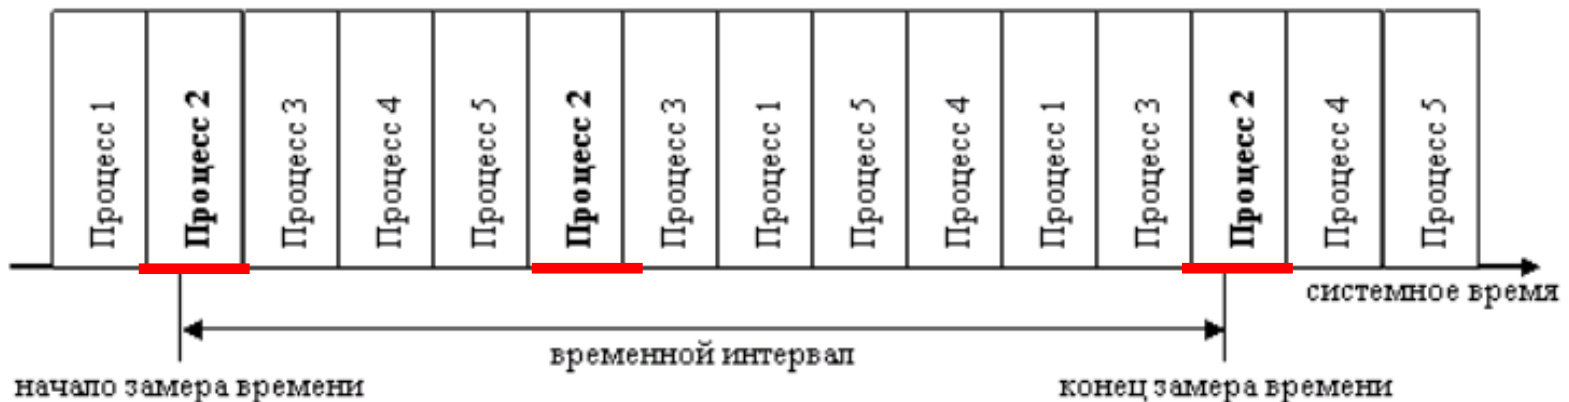 Процесс 1
Процесс 2
Процесс 3
Процесс 4
Процесс 5
Процесс 2
Процесс 3
Процесс 1
Процесс 5
Процесс 4
Процесс 1
Процесс 3
Процесс 2
Процесс 4
Процесс 5
системное время
временной интервал
начало замера времени
конец замера времени